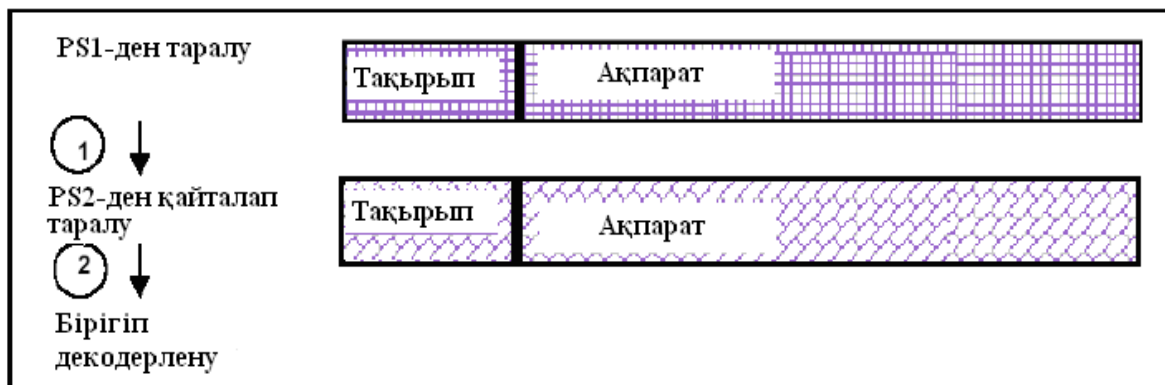 PS1-ден таралу
Тақырып
Ақпарат
1
PS2-ден қайталап
таралу
Тақырып
Ақпарат
2
Бірігіп
декодерлену